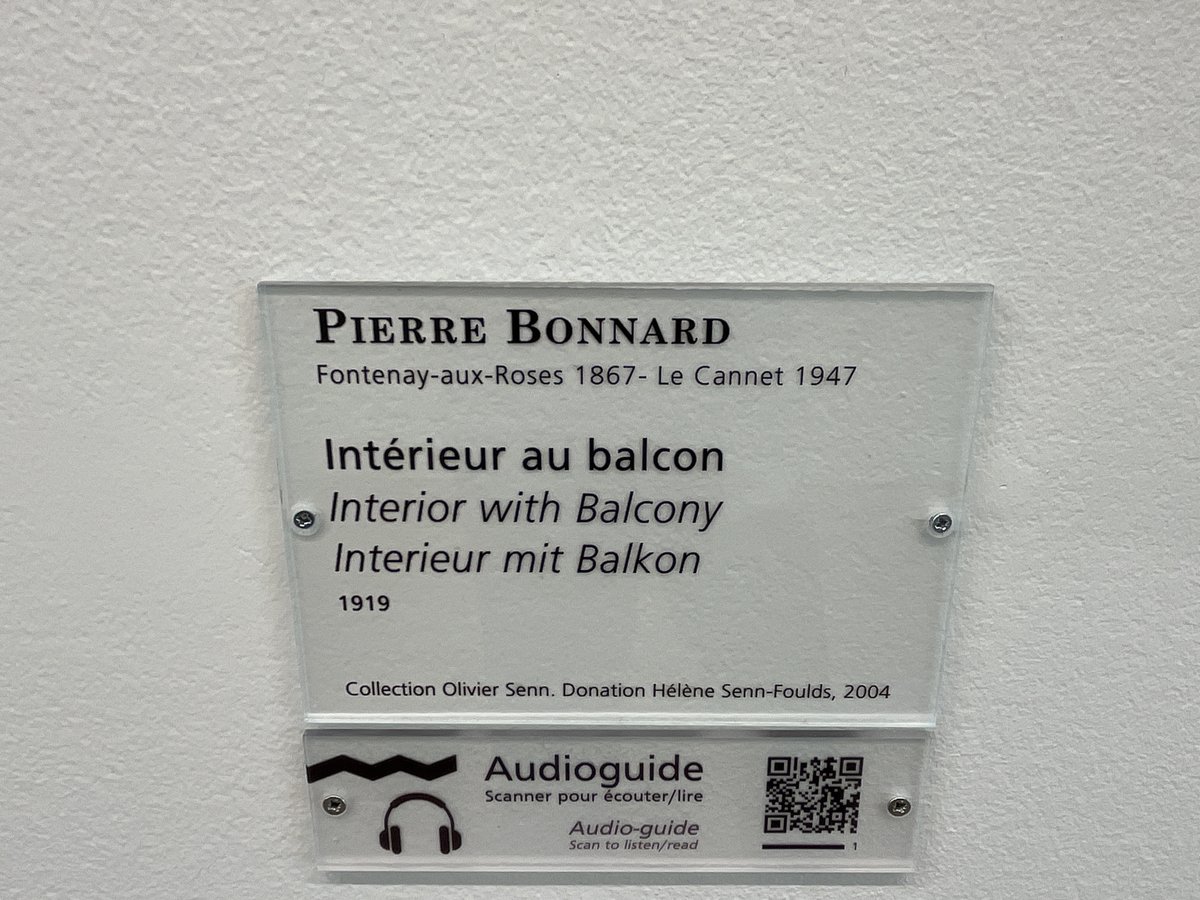 PIERRE BONNARD
Fontenay-aux-Roses 1867- Le Cannet 1947
Intérieur au balcon
Interior with Balcony
Interieur mit Balkon
1919
Collection Olivier Senn. Donation Hélène Senn-Foulds, 2004
Audioguide
Scanner pour écouter/lire
Audio-guide
Scan to listen/read
1